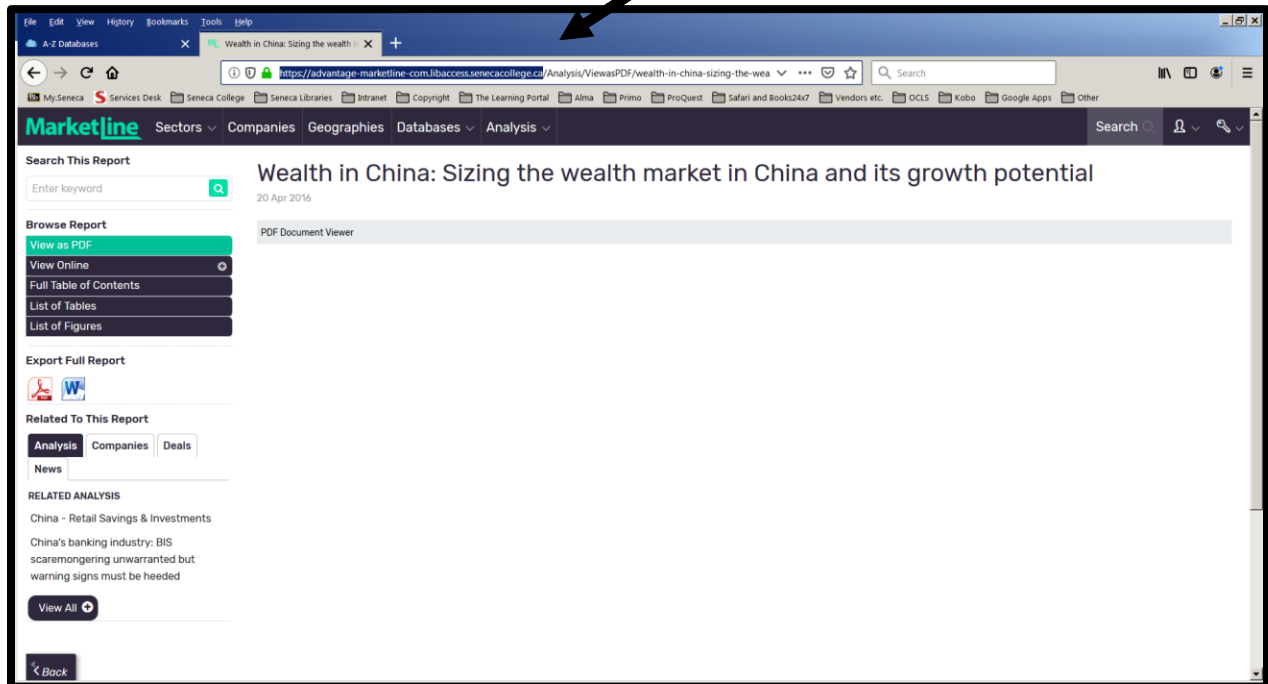 File Edit View History Bookmarks Tools Help
A-Z Databases
ML Wealth in China: Sizing the wealth n
https://advantage-marketline-com.libaccess.senecacollege.ca/Analysis/ViewasPDF/wealth-in-china-sizing-the-wea
Search
My.Seneca Services Desk Seneca College Seneca Libraries Intranet Copyright The Learning Portal Alma Primo ProQuest Safari and Books24x7 Vendors etc. OCLS Kobo Google Apps Other
Marketline Sectors Companies Geographies Databases Analysis Search
Search This Report
Enter keyword
Browse Report
View as PDF
View Online
Full Table of Contents
List of Tables
List of Figures
Export Full Report
Related To This Report
Analysis Companies Deals
News
RELATED ANALYSIS
China - Retail Savings & Investments
China's banking industry: BIS
scaremongering unwarranted but
warning signs must be heeded
View All
Back
Wealth in China: Sizing the wealth market in China and its growth potential
20 Apr 2016
PDF Document Viewer